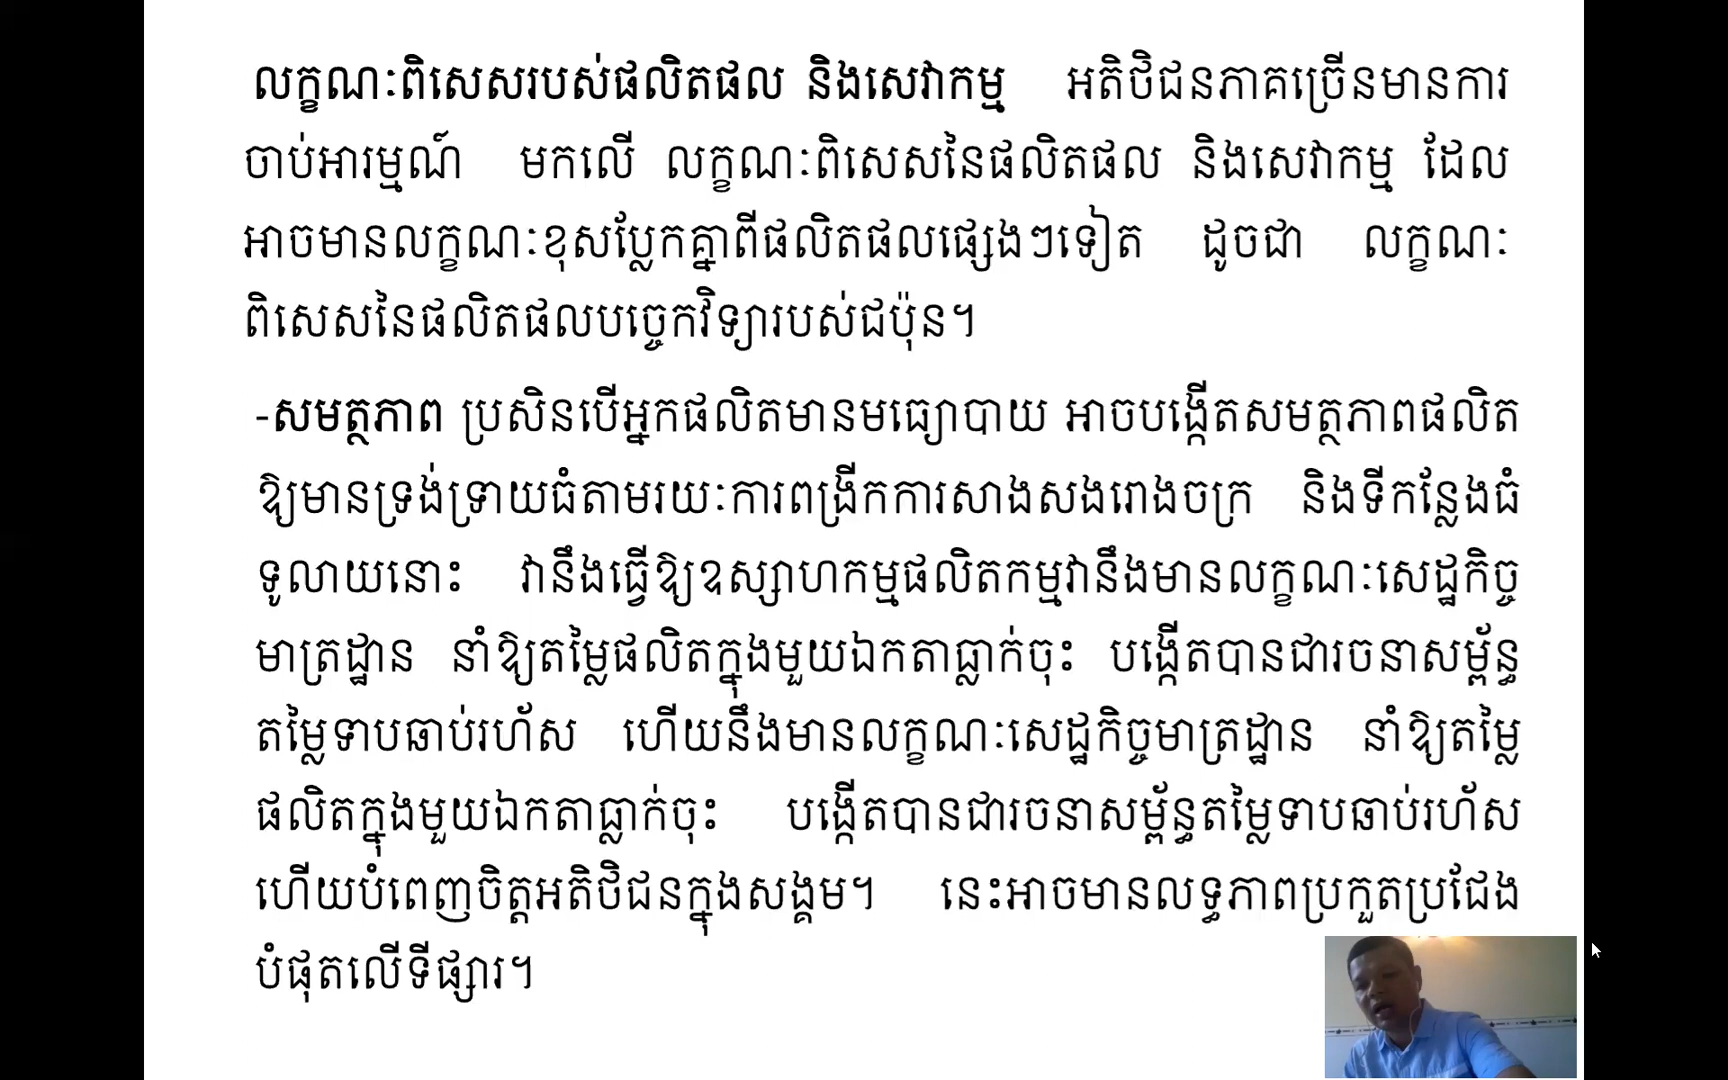 លក្ខណៈពិសេសរបស់ផលិតផល និងសេវាកម្ម អតិថិជនភាគច្រើនមានការ
ចាប់អារម្មណ៍ មកលើ លក្ខណៈពិសេសនៃផលិតផល និងសេវាកម្ម ដែល
អាចមានលក្ខណៈខុសប្លែកគ្នាពីផលិតផលផ្សេងៗទៀត ដូចជា លក្ខណៈ
ពិសេសនៃផលិតផលបច្ចេកវិទ្យារបស់ជប៉ុន។
-សមត្ថភាព ប្រសិនបើអ្នកផលិតមានមធ្យោបាយ អាចបង្កើតសមត្ថភាពផលិត
ឱ្យមានទ្រង់ទ្រាយធំតាមរយៈការពង្រីកការសាងសងរោងចក្រ និងទីកន្លែងធំ
ទូលាយនោះ វានឹងធ្វើឱ្យឧស្សាហកម្មផលិតកម្មវានឹងមានលក្ខណៈសេដ្ឋកិច្ច
មាត្រដ្ឋាន នាំឱ្យតម្លៃផលិតក្នុងមួយឯកតាធ្លាក់ចុះ បង្កើតបានជារចនាសម្ព័ន្ធ
តម្លៃទាបឆាប់រហ័ស ហើយនឹងមានលក្ខណៈសេដ្ឋកិច្ចមាត្រដ្ឋាន នាំឱ្យតម្លៃ
ផលិតក្នុងមួយឯកតាធ្លាក់ចុះ បង្កើតបានជារចនាសម្ព័ន្ធតម្លៃទាបឆាប់រហ័ស
ហើយបំពេញចិត្តអតិថិជនក្នុងសង្គម។ នេះអាចមានលទ្ធភាពប្រកួតប្រជែង
បំផុតលើទីផ្សារ។